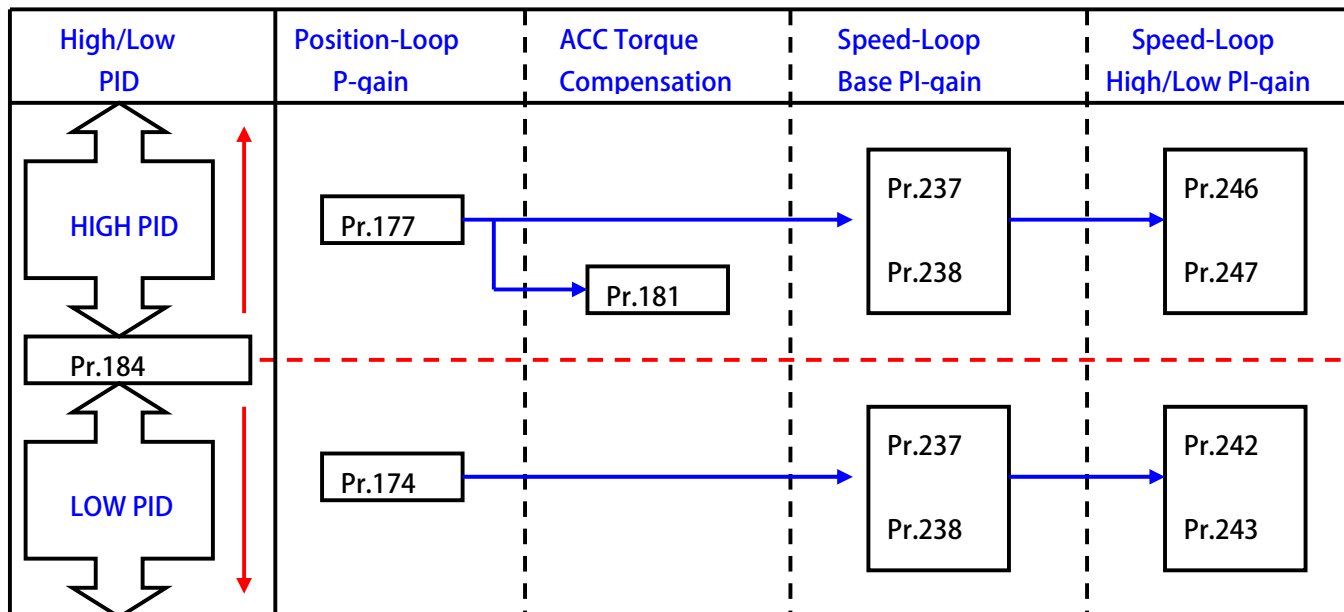 High/Low
PID
Position-Loop
P-gain
ACC Torque
Compensation
Speed-Loop
Base PI-gain
Speed-Loop
High/Low PI-gain
HIGH PID
Pr.177
Pr.181
Pr.237
Pr.238
Pr.246
Pr.247
Pr.184
LOW PID
Pr.174
Pr.237
Pr.238
Pr.242
Pr.243